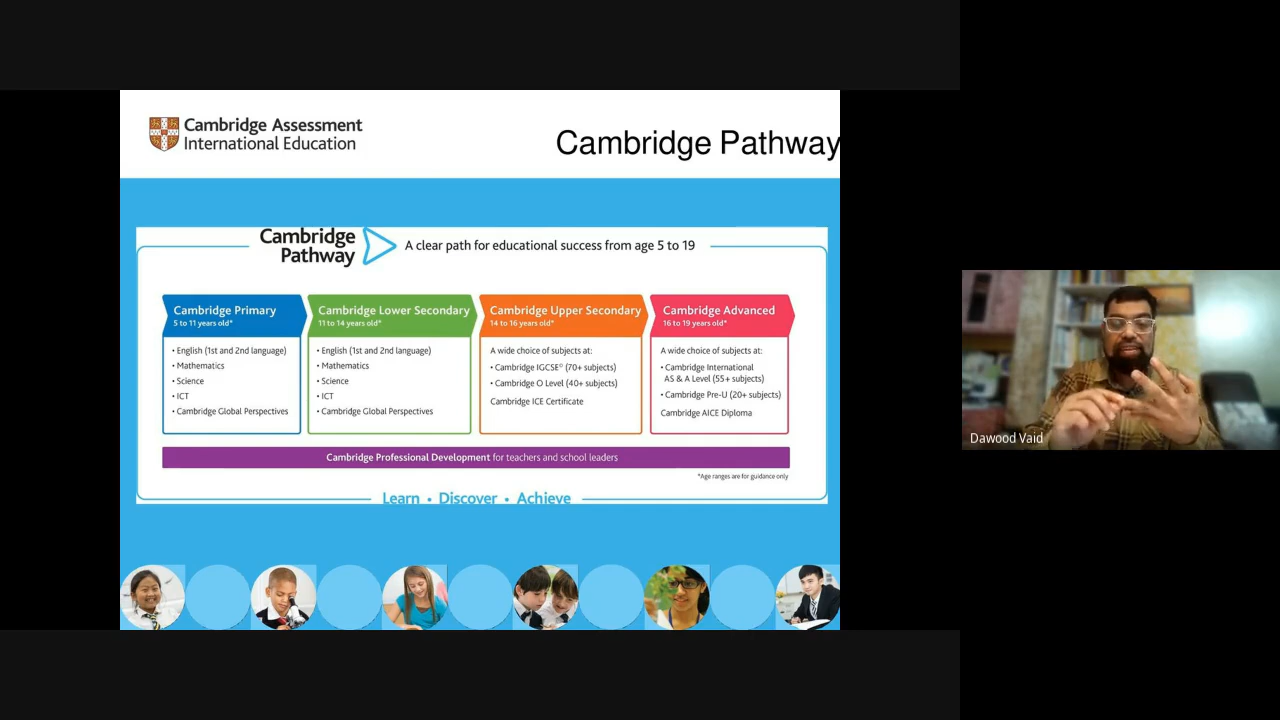 Cambridge Assessment
International Education
Cambridge Pathway
Cambridge
Pathway
A clear path for educational success from age 5 to 19
Cambridge Primary
5 to 11 years old*
• English (1st and 2nd language)
• Mathematics
• Science
• ICT
• Cambridge Global Perspectives
Cambridge Lower Secondary
11 to 14 years old*
• English (1st and 2nd language)
• Mathematics
• Science
• ICT
• Cambridge Global Perspectives
Cambridge Upper Secondary
14 to 16 years old*
A wide choice of subjects at:
• Cambridge IGCSE® (70+ subjects)
• Cambridge O Level (40+ subjects)
Cambridge ICE Certificate
Cambridge Advanced
16 to 19 years old*
A wide choice of subjects at:
• Cambridge International
AS & A Level (55+ subjects)
• Cambridge Pre-U (20+ subjects)
Cambridge AICE Diploma
Cambridge Professional Development for teachers and school leaders
*Age ranges are for guidance only
Learn • Discover • Achieve
Dawood Vaid